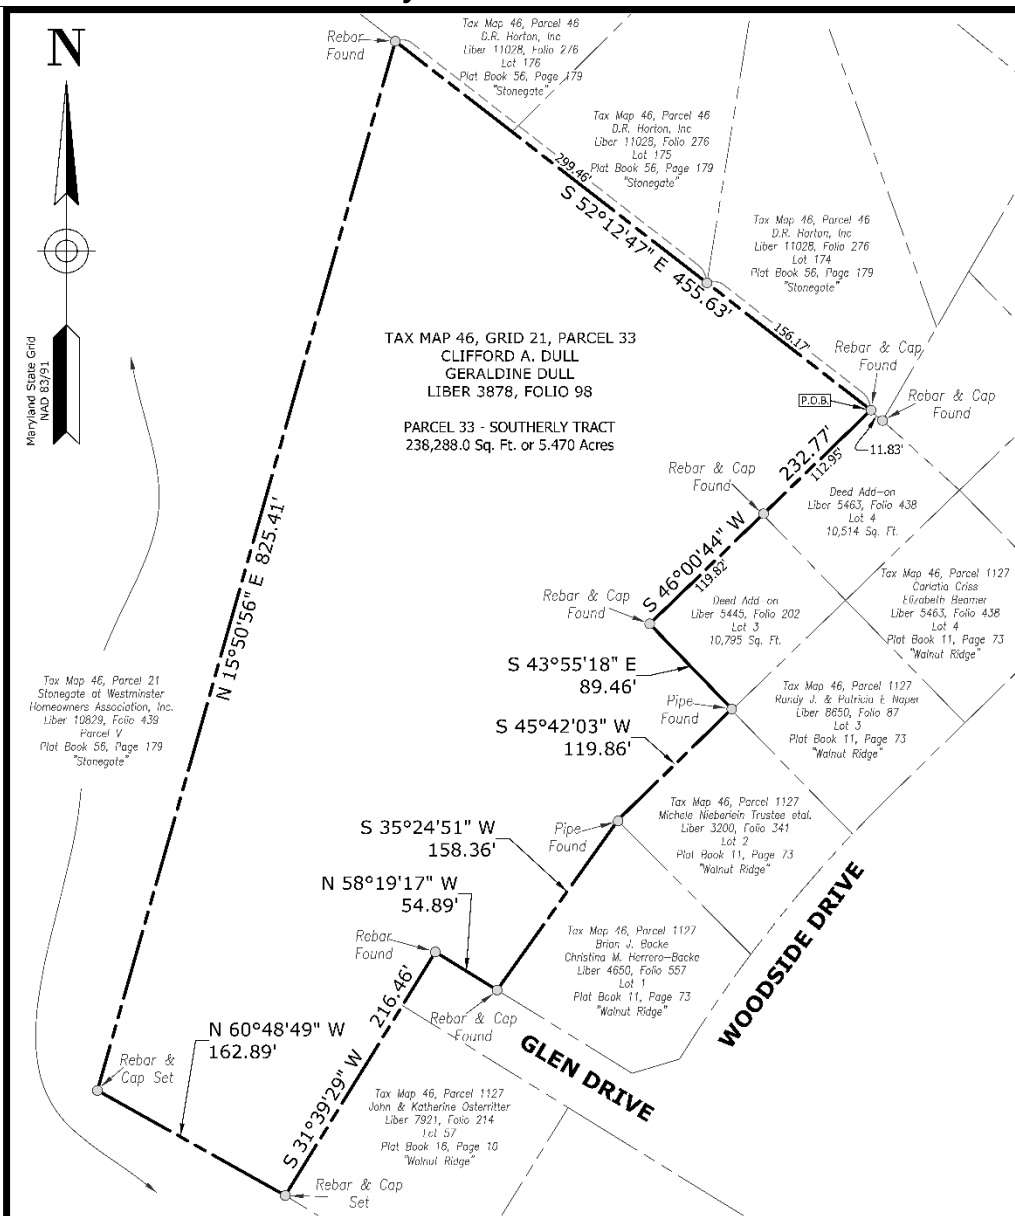 N
Maryland State Grid
NAD 83/91
Rebar
Found
Tax Map 46, Parcel 46
D.R. Horton, Inc
Liber 11028, Folio 276
Lot 176
Plat Book 56, Page 179
"Stonegate"
Tax Map 46, Parcel 46
D.R. Horton, Inc
Liber 11028, Folio 276
Lot 175
Plat Book 56, Page 179
"Stonegate"
Tax Map 46, Parcel 46
D.R. Horton, Inc
Liber 11028, Folio 276
Lot 174
Plat Book 56, Page 179
"Stonegate"
299.46'
S 52°12'47" E 455.63'
156.17'
TAX MAP 46, GRID 21, PARCEL 33
CLIFFORD A. DULL
GERALDINE DULL
LIBER 3878, FOLIO 98
PARCEL 33 - SOUTHERLY TRACT
238,288.0 Sq. Ft. or 5.470 Acres
Rebar & Cap
Found
P.O.B.
Rebar & Cap
Found
11.83'
232.77'
112.95'
Rebar & Cap
Found
Deed Add-on
Liber 5463, Folio 438
Lot 4
10,514 Sq. Ft.
S 46°00'44" W
119.82'
Tax Map 46, Parcel 1127
Cariatia Criss
Elizabeth Beamer
Liber 5463, Folio 438
Lot 4
Plat Book 11, Page 73
"Walnut Ridge"
Rebar & Cap
Found
Deed Add-on
Liber 5445, Folio 202
Lot 3
10,795 Sq. Ft.
N 15°50'56" E 825.41'
S 43°55'18" E
89.46'
Tax Map 46, Parcel 21
Stonegate at Westminster
Homeowners Association, Inc.
Liber 10829, Folio 439
Parcel V
Plat Book 56, Page 179
"Stonegate"
Pipe
Found
Tax Map 46, Parcel 1127
Randy J. & Patricia E
Liber 8650, Folio 87
Lot 3
Plat Book 11, Page 73
"Walnut Ridge"
S 45°42'03" W
119.86'
Tax Map 46, Parcel 1127
Michele Trustee etal.
Liber 3200, Folio 341
Lot 2
Plat Book 11, Page 73
"Walnut Ridge"
S 35°24'51" W
158.36'
Pipe
Found
N 58°19'17" W
54.89'
WOODSIDE DRIVE
Tax Map 46, Parcel 1127
Brian J. Backe
Christina M. Herrero-Backe
Liber 4650, Folio 557
Lot 1
Plat Book 11, Page 73
"Walnut Ridge"
Rebar
Found
216.46'
Rebar & Cap
Found
N 60°48'49" W
162.89'
GLEN DRIVE
Rebar &
Cap Set
S 31°39'29" W
Tax Map 46, Parcel 1127
John & Katherine Osterritter
Liber 7921, Folio 214
Lot 57
Plat Book 16, Page 10
"Walnut Ridge"
Rebar & Cap
Set